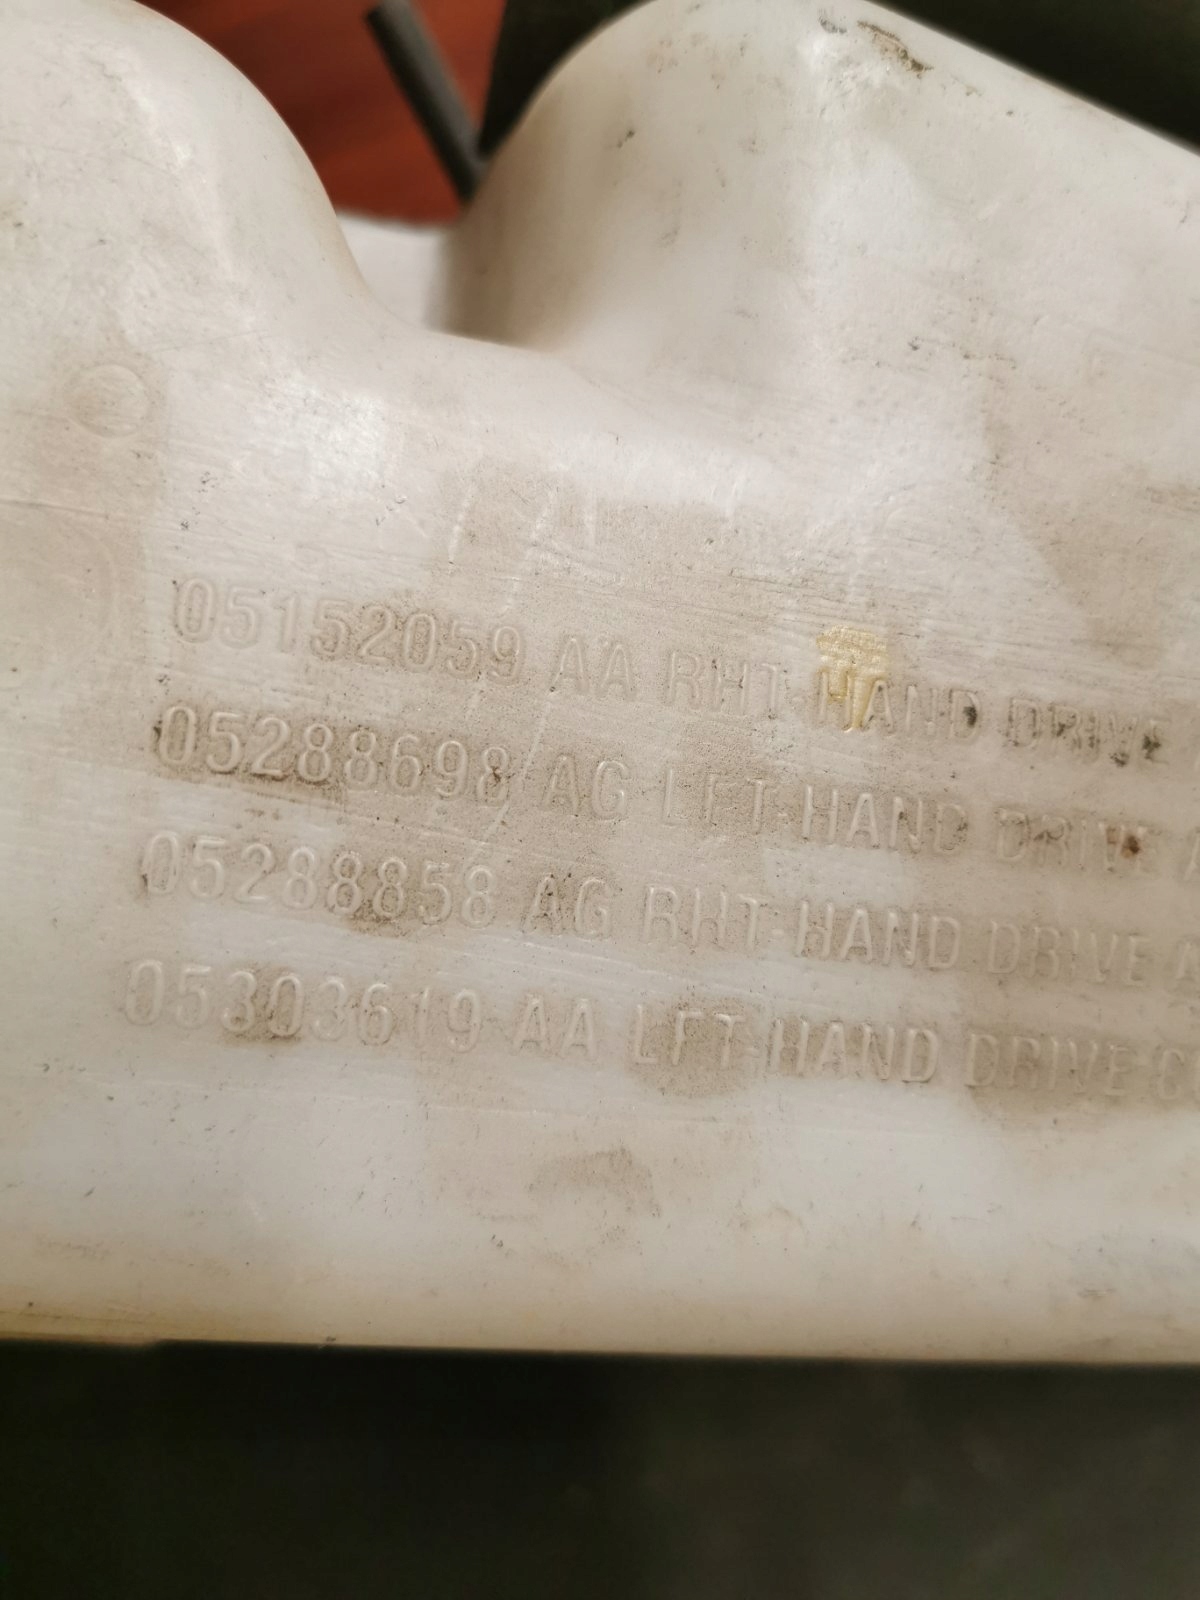 05152059 AA RHT-HAND DRIVE
05288698 AG LFT-HAND DRIVE A
05288858 AG RHT-HAND DRIVE A
05303619 AA LFT-HAND DRIVE C